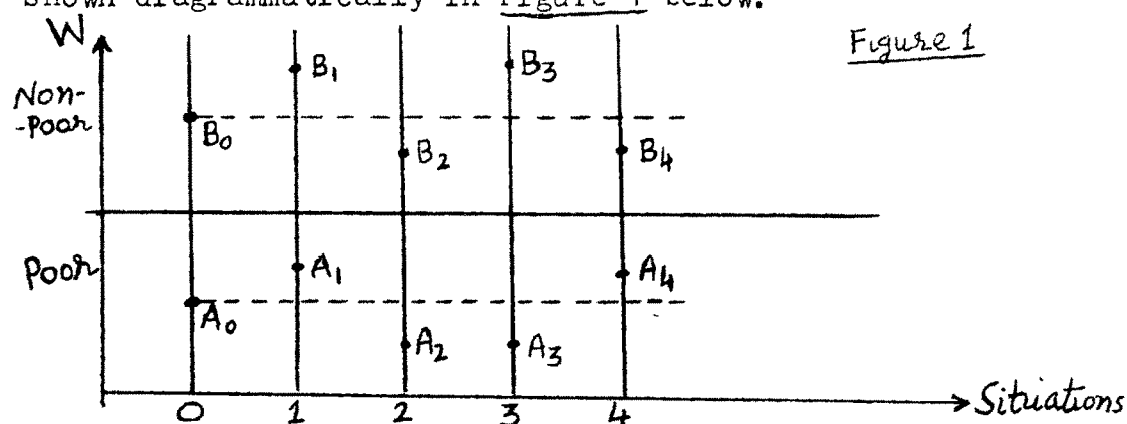 shown diagrammatically in Figure 1 below.
W
Figure 1
Non-
-Poor
B₀
B₁
B₂
B₃
B₄
Poor
A₀
A₁
A₂
A₃
A₄
0 1 2 3 4
Situations